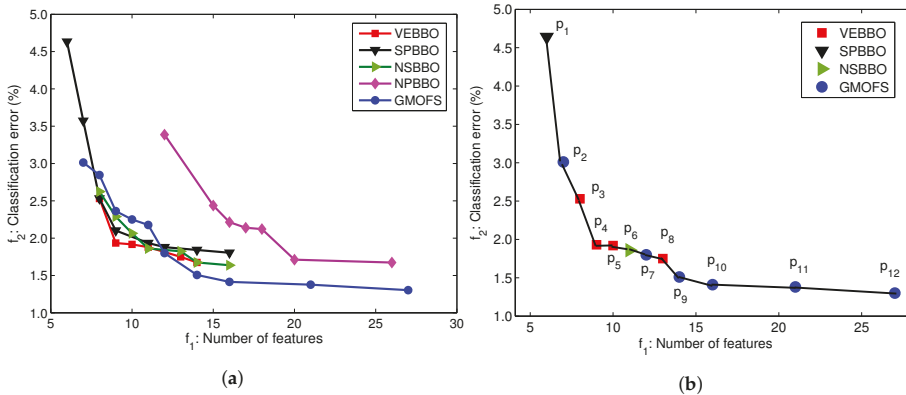 5.0
4.5
4.0
3.5
3.0
2.5
2.0
1.5
1.0
f2: Classification error (%)
5
10
15
20
25
30
f1: Number of features
VEBBO
SPBBO
NSBBO
NPBBO
GMOFS
(a)
5.0
4.5
4.0
3.5
3.0
2.5
2.0
1.5
1.0
f2: Classification error (%)
5
10
15
20
25
f1: Number of features
VEBBO
SPBBO
NSBBO
GMOFS
p1
p2
p3
p4
p5
p6
p7
p8
p9
p10
p11
p12
(b)